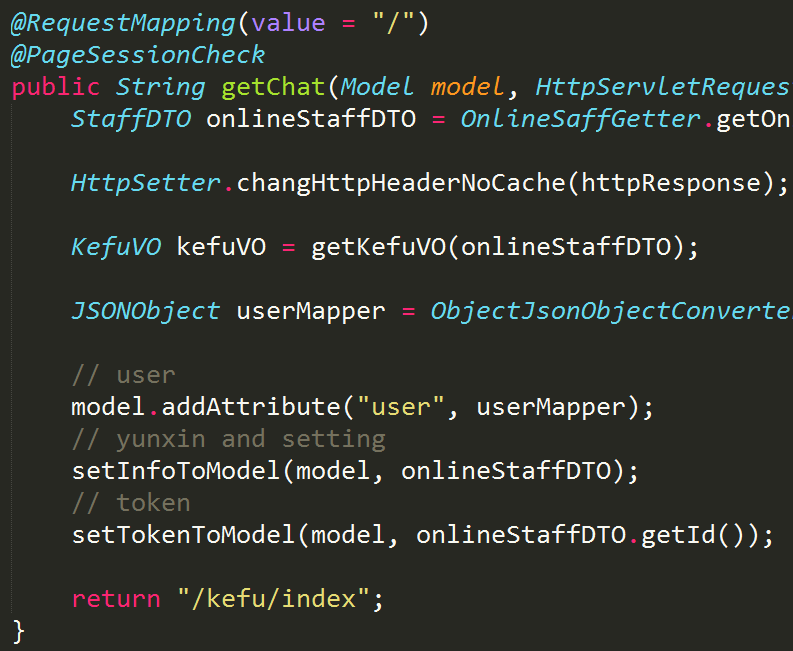 @RequestMapping(value = "/")
@PageSessionCheck
public String getChat(Model model, HttpServletReques
StaffDTO onlineStaffDTO = OnlineSaffGetter.getOn
HttpSetter.changHttpHeaderNoCache(httpResponse);
KefuVO kefuVO = getKefuVO(onlineStaffDTO);
JSONObject userMapper = ObjectJsonObjectConverte
// user
model.addAttribute("user", userMapper);
// yunxin and setting
setInfoToModel(model, onlineStaffDTO);
// token
setTokenToModel(model, onlineStaffDTO.getId());
return "/kefu/index";
}